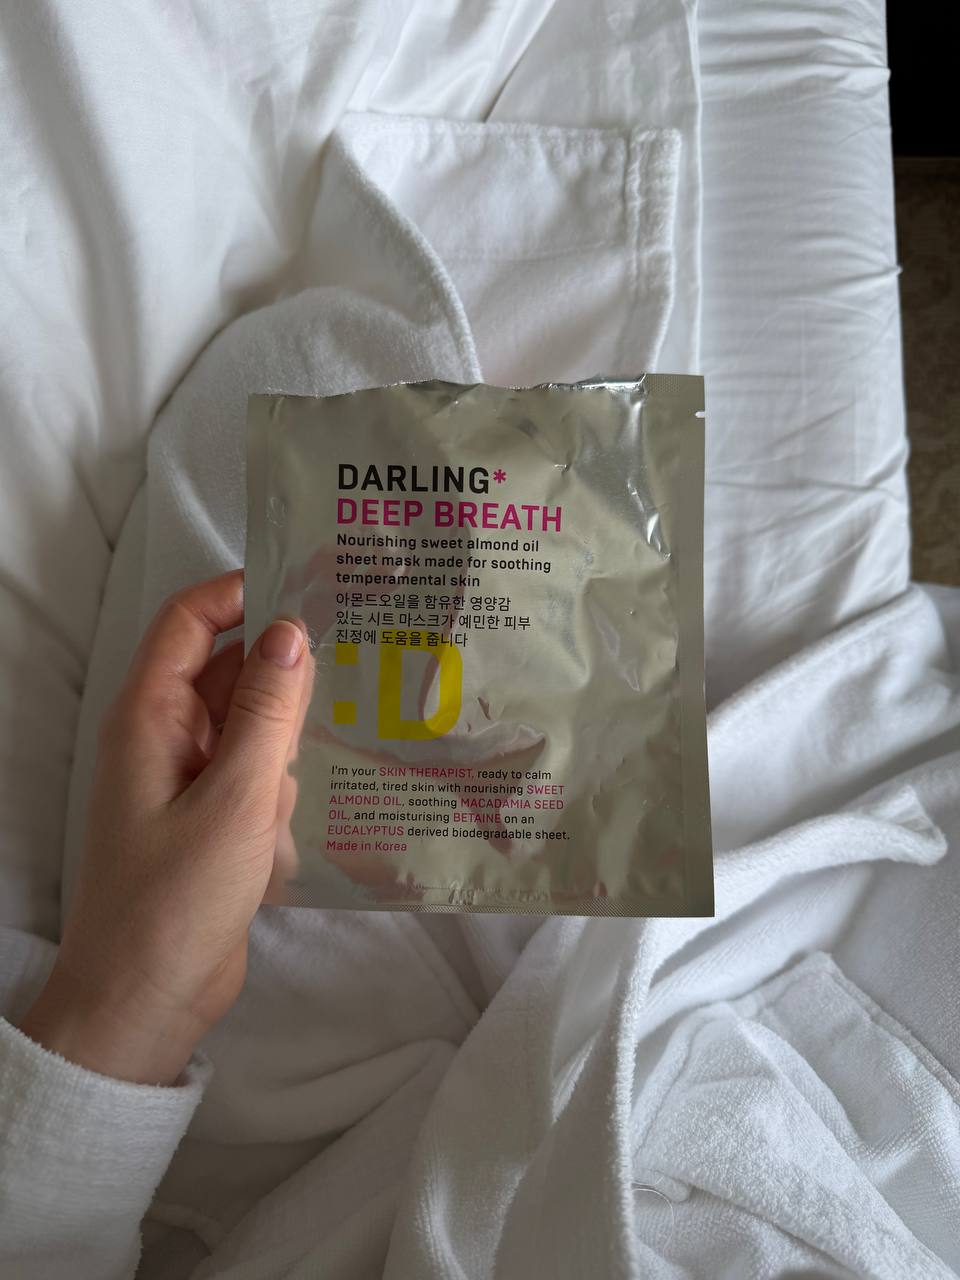 DARLING*
DEEP BREATH
Nourishing sweet almond oil
sheet mask made for soothing
temperamental skin
아몬드오일을 함유한 영양감
있는 시트 마스크가 예민한 피부
진정에 도움을 줍니다
:D
I'm your SKIN THERAPIST, ready to calm
irritated, tired skin with nourishing SWEET
ALMOND OIL, soothing MACADAMIA SEED
OIL, and moisturising BETAINE on an
EUCALYPTUS derived biodegradable sheet.
Made in Korea